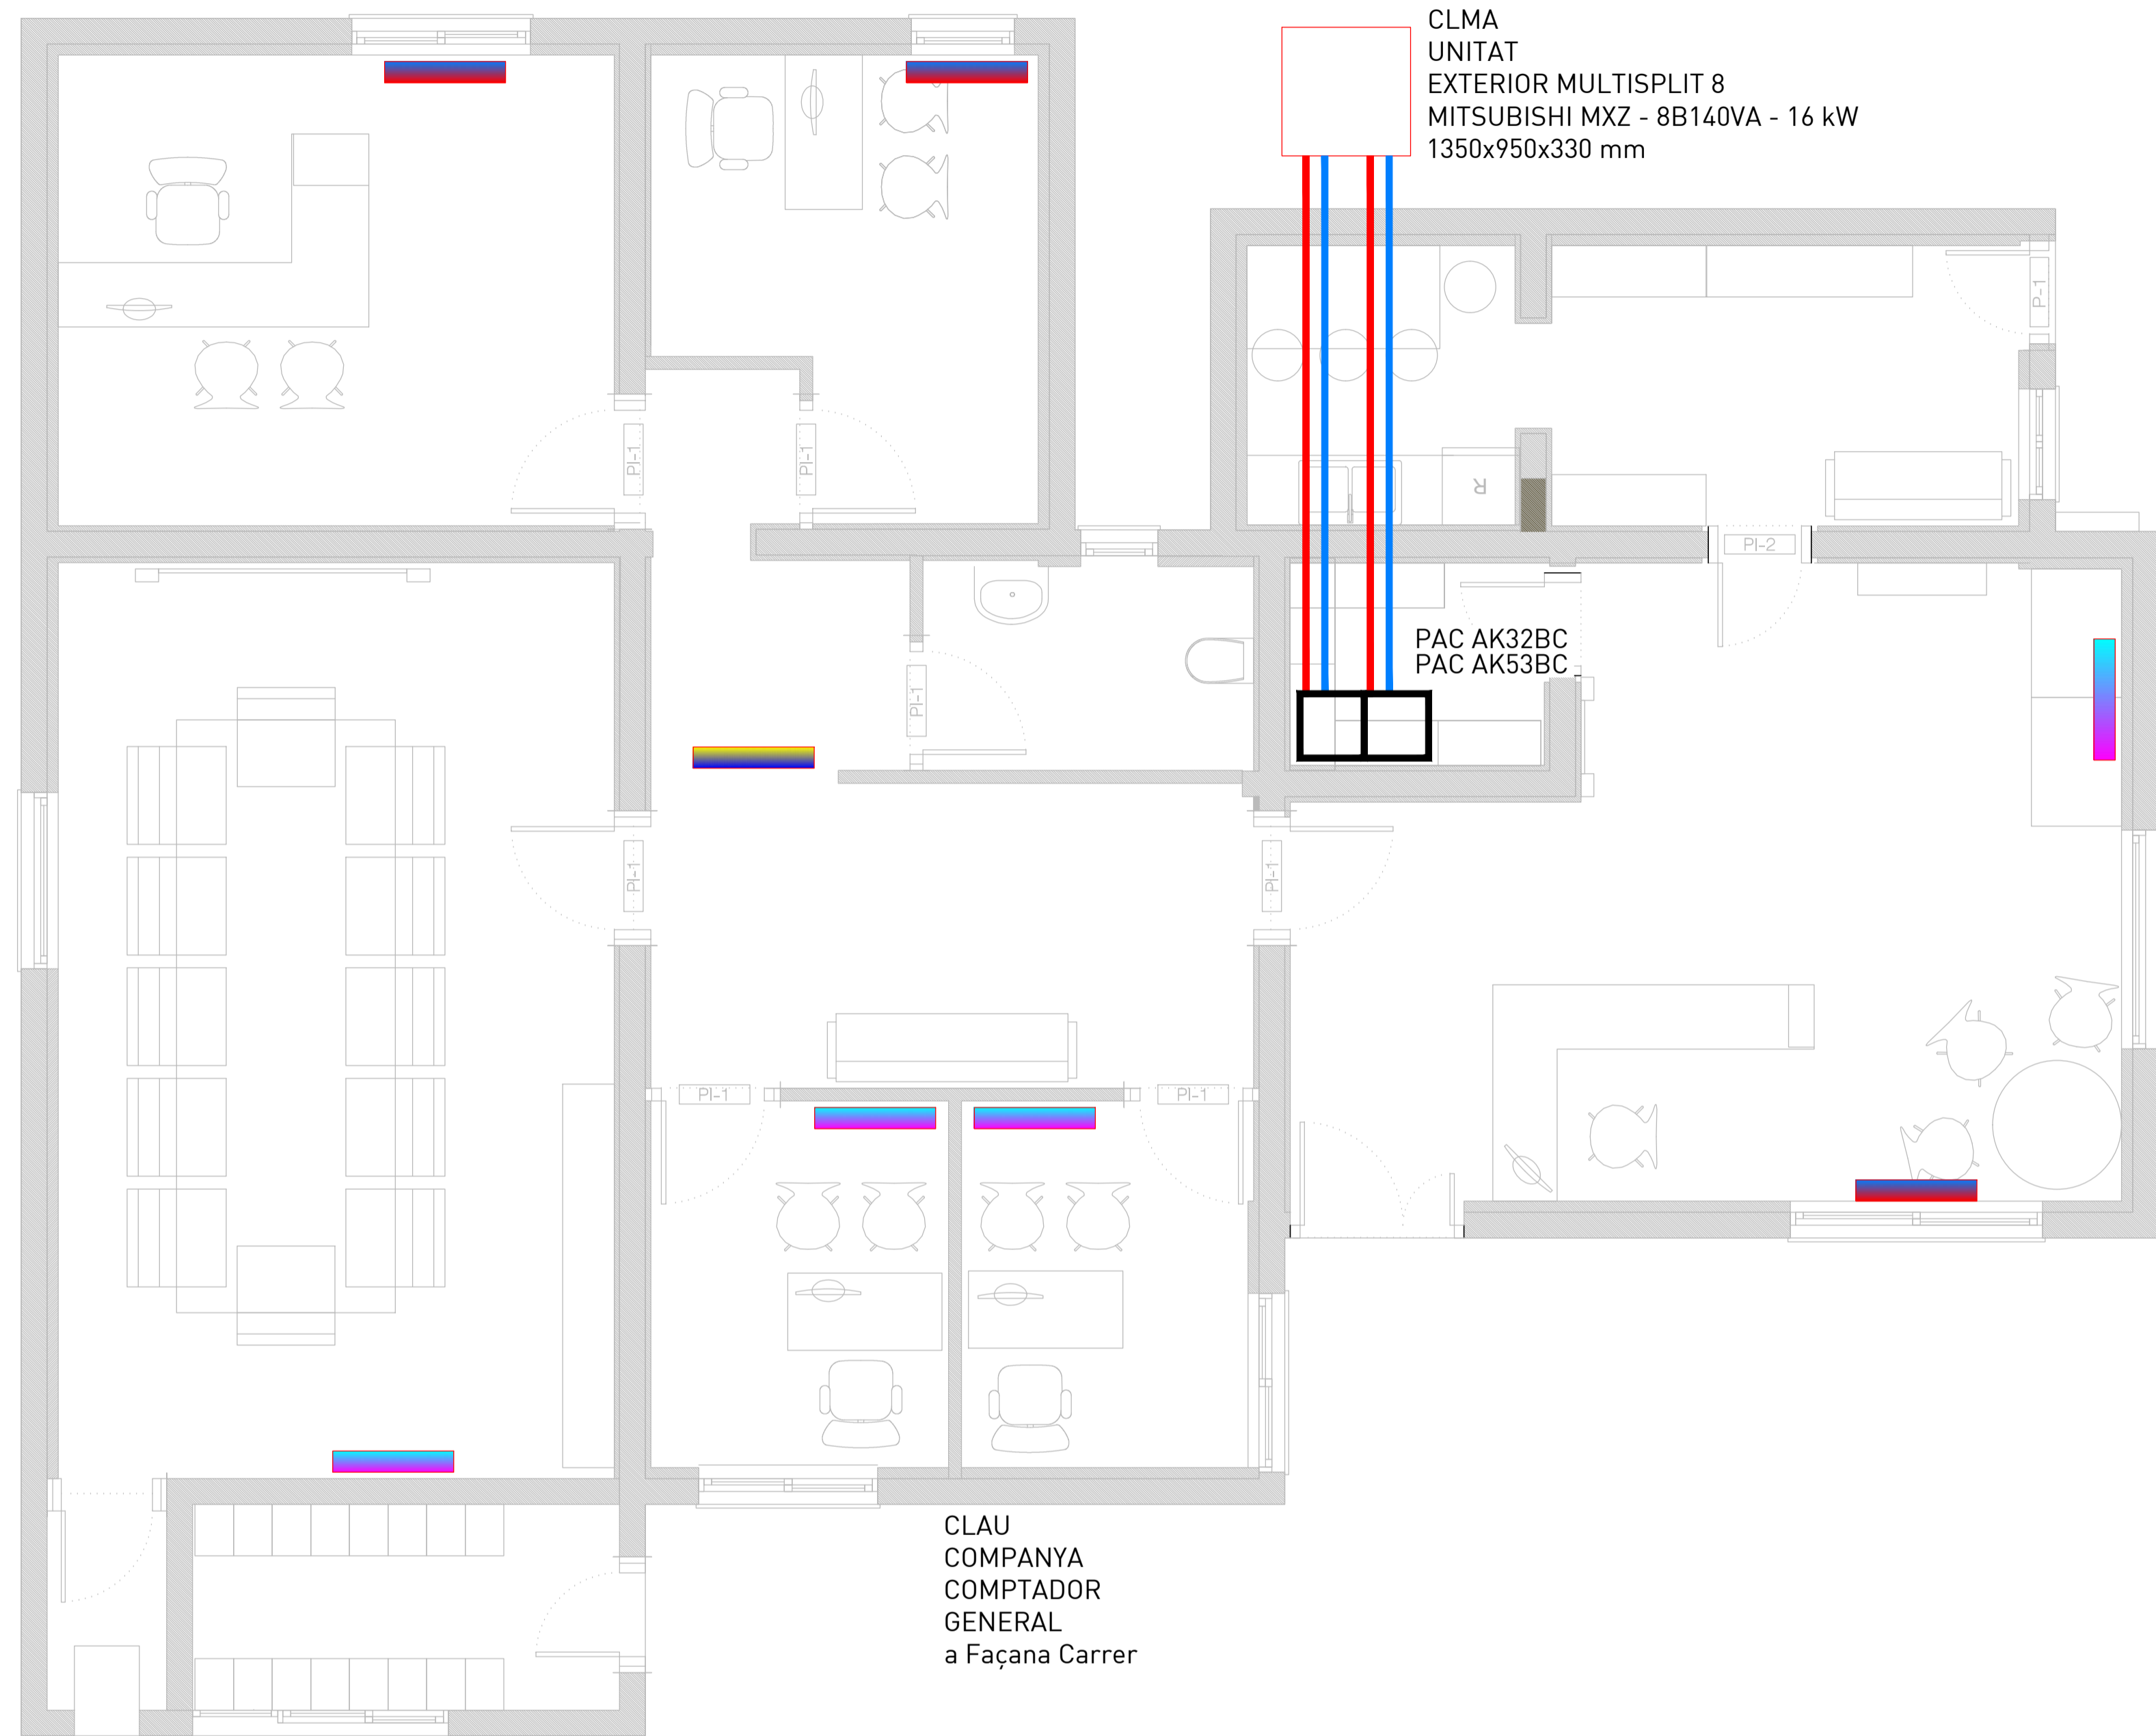 CLMA
UNITAT
EXTERIOR MULTISPLIT 8
MITSUBISHI MXZ - 8B140VA - 16 kW
1350x950x330 mm
P-1
PI-1
PI-1
R
PI-2
PAC AK32BC
PAC AK53BC
PI-1
PI-1
PI-1
PI-1
PI-1
CLAU
COMPANYA
COMPTADOR
GENERAL
a Façana Carrer